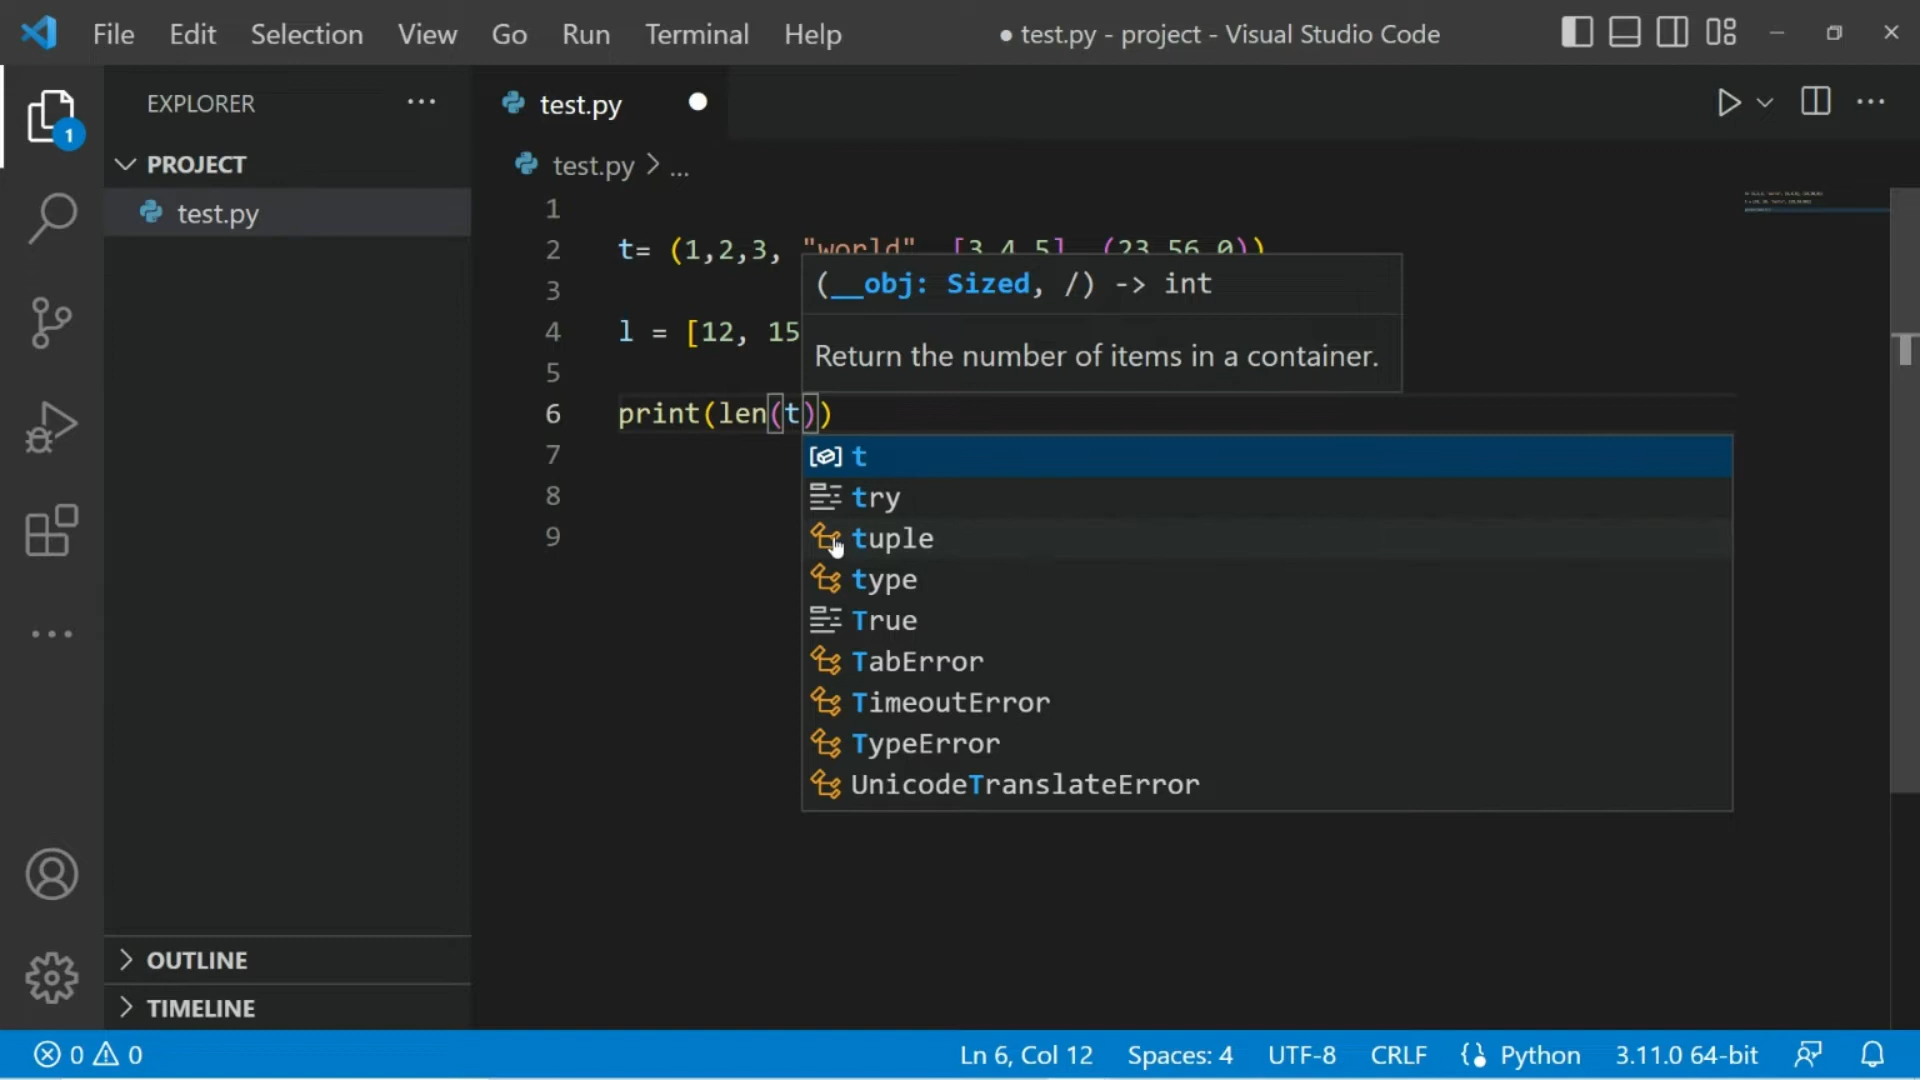 File Edit Selection View Go Run Terminal Help ● test.py - project - Visual Studio Code
EXPLORER
test.py
1
PROJECT
test.py > ...
test.py
1
2 t= (1,2,3, "world", [3,4,5], (23,56,0))
(__obj: Sized, /) -> int
3
4 l = [12, 15
Return the number of items in a container.
5
6 print(len(t))
7
t
8
try
9
tuple
type
True
TabError
TimeoutError
TypeError
UnicodeTranslateError
OUTLINE
TIMELINE
0 0 Ln 6, Col 12 Spaces: 4 UTF-8 CRLF Python 3.11.0 64-bit